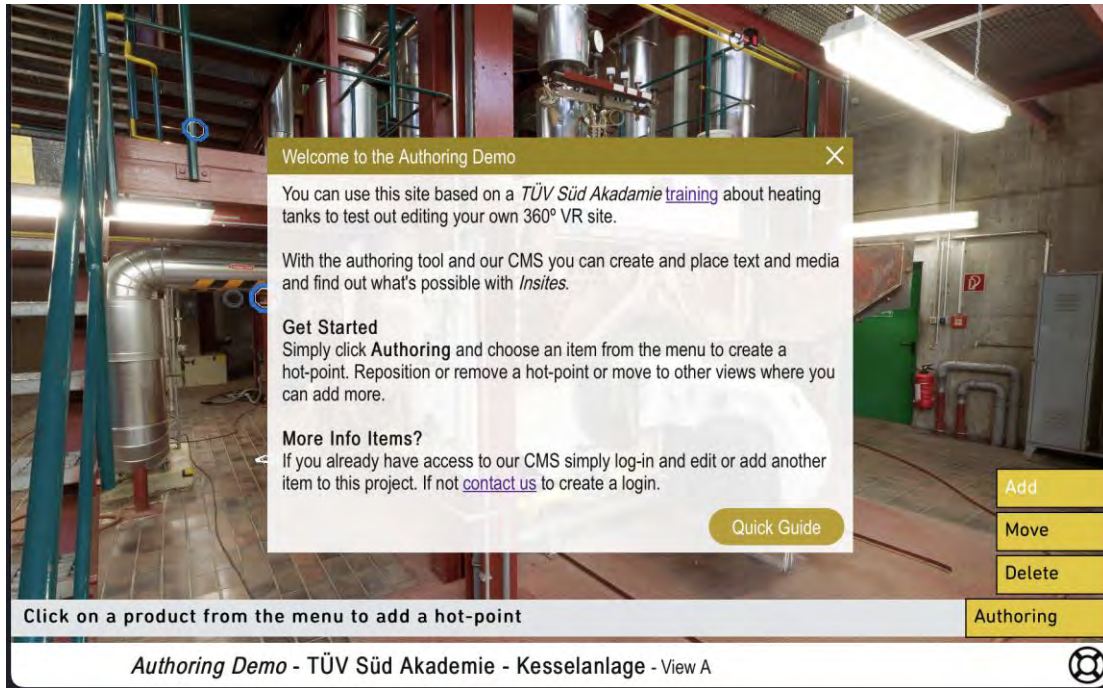 Welcome to the Authoring Demo
You can use this site based on a TÜV Süd Akadamie training about heating
tanks to test out editing your own 360º VR site.
With the authoring tool and our CMS you can create and place text and media
and find out what's possible with Insites.
Get Started
Simply click Authoring and choose an item from the menu to create a
hot-point. Reposition or remove a hot-point or move to other views where you
can add more.
More Info Items?
If you already have access to our CMS simply log-in and edit or add another
item to this project. If not contact us to create a login.
Quick Guide
Add
Move
Delete
Authoring
Click on a product from the menu to add a hot-point
Authoring Demo - TÜV Süd Akademie - Kesselanlage - View A